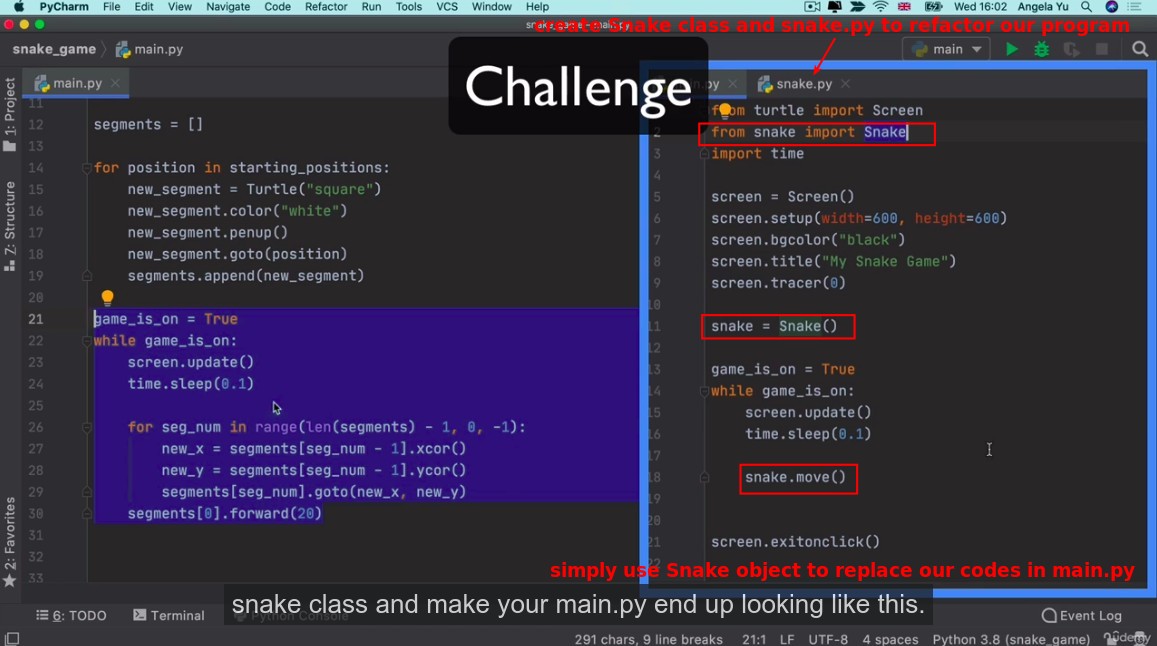 PyCharm File Edit View Navigate Code Refactor Run Tools VCS Window Help Wed 16:02 Angela Yu
create Snake class and snake.py to refactor our program
snake_game main.py main
1: Project
Z: Structure
2: Favorites
main.py
11
12 segments = []
13
14 for position in starting_positions:
15 new_segment = Turtle("square")
16 new_segment.color("white")
17 new_segment.penup()
18 new_segment.goto(position)
19 segments.append(new_segment)
20
21 game_is_on = True
22 while game_is_on:
23 screen.update()
24 time.sleep(0.1)
25
26 for seg_num in range(len(segments) - 1, 0, -1):
27 new_x = segments[seg_num - 1].xcor()
28 new_y = segments[seg_num - 1].ycor()
29 segments[seg_num].goto(new_x, new_y)
30 segments[0].forward(20)
31
32
33
Challenge
.py snake.py
from turtle import Screen
2 from snake import Snake
3 import time
4
5 screen = Screen()
6 screen.setup(width=600, height=600)
7 screen.bgcolor("black")
8 screen.title("My Snake Game")
9 screen.tracer(0)
10
11 snake = Snake()
12
13 game_is_on = True
14 while game_is_on:
15 screen.update()
16 time.sleep(0.1)
18 snake.move()
19
20
21 screen.exitonclick()
simply use Snake object to replace our codes in main.py
snake class and make your main.py end up looking like this.
6: TODO Terminal Python Console Event Log
291 chars, 9 line breaks 21:1 LF UTF-8 4 spaces Python 3.8 (snake_game)
ûdemy